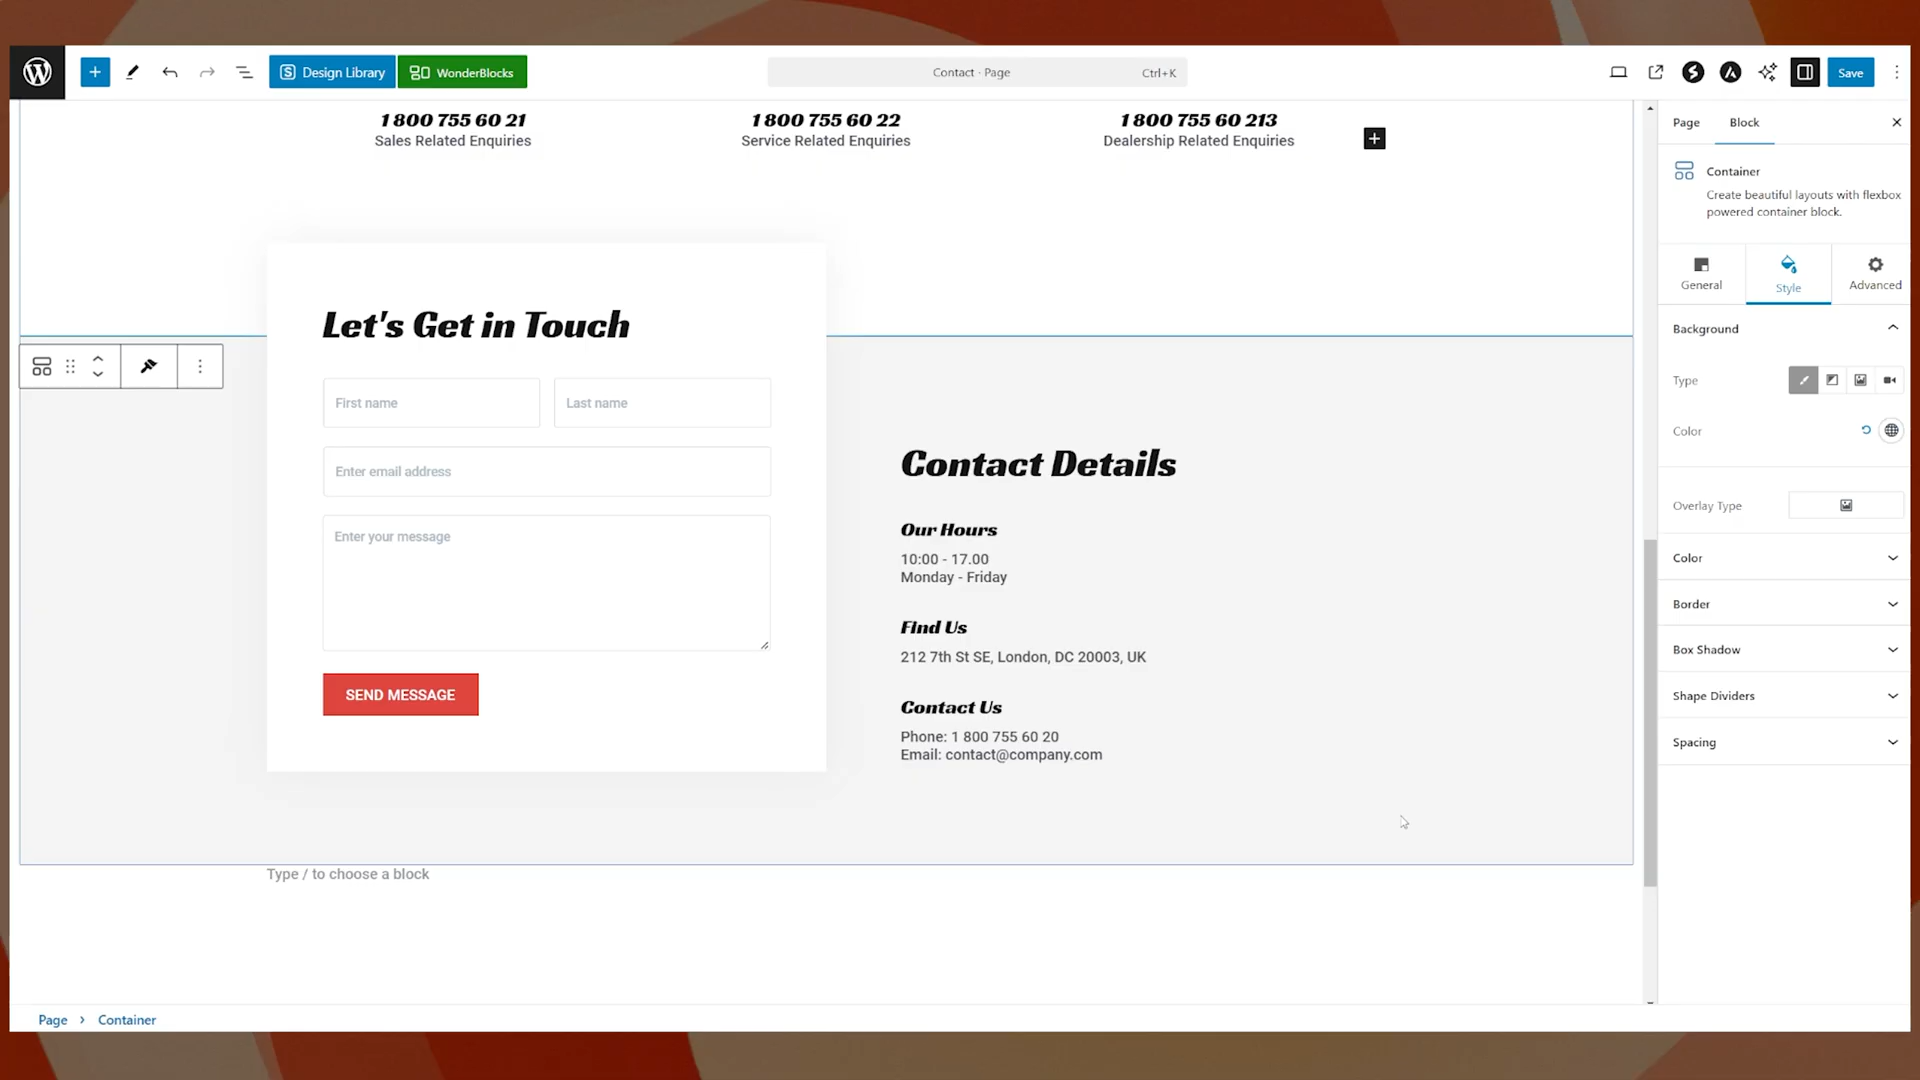 Design Library
WonderBlocks
Contact · Page
Ctrl+K
Save
1 800 755 60 21
Sales Related Enquiries
1 800 755 60 22
Service Related Enquiries
1 800 755 60 213
Dealership Related Enquiries
Let's Get in Touch
First name
Last name
Enter email address
Enter your message
SEND MESSAGE
Contact Details
Our Hours
10:00 - 17.00
Monday - Friday
Find Us
212 7th St SE, London, DC 20003, UK
Contact Us
Phone: 1 800 755 60 20
Email: contact@company.com
Type / to choose a block
Page
Block
Container
Create beautiful layouts with flexbox
powered container block.
General
Style
Advanced
Background
Type
Color
Overlay Type
Color
Border
Box Shadow
Shape Dividers
Spacing
Page > Container